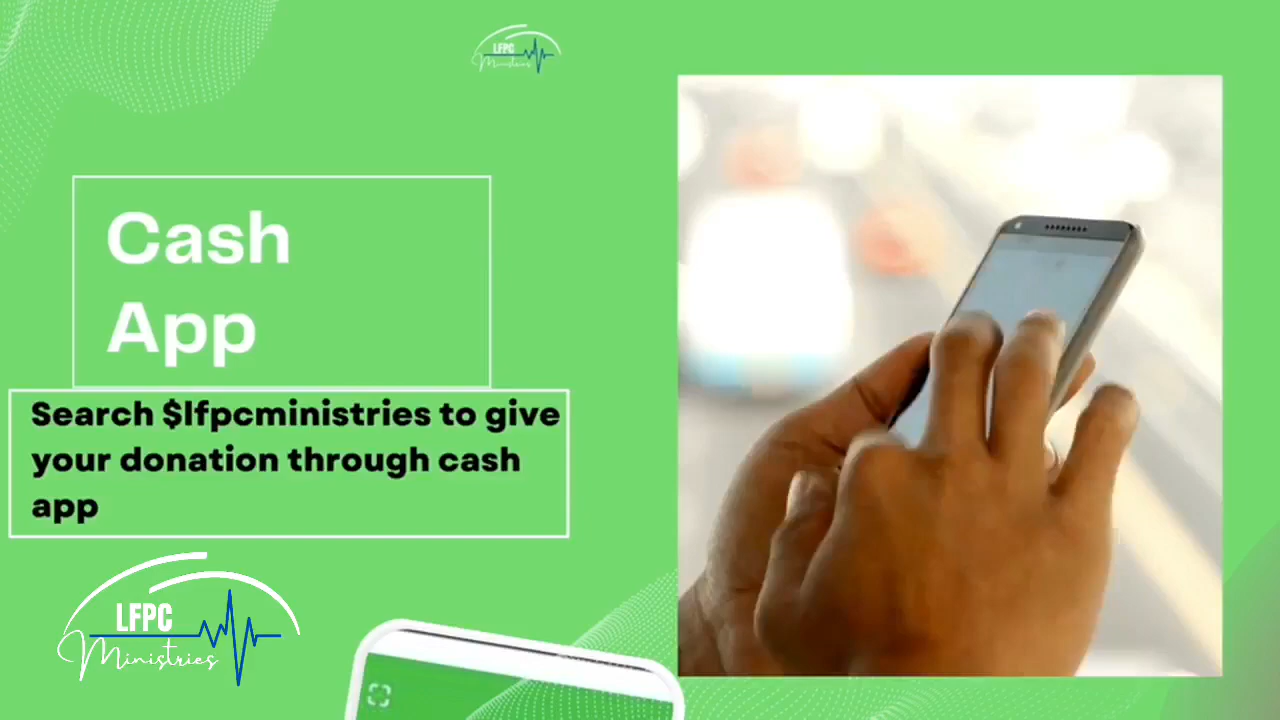 LFPC
Ministries
Cash
App
Search $lfpcministries to give
your donation through cash
app
LFPC
Ministries